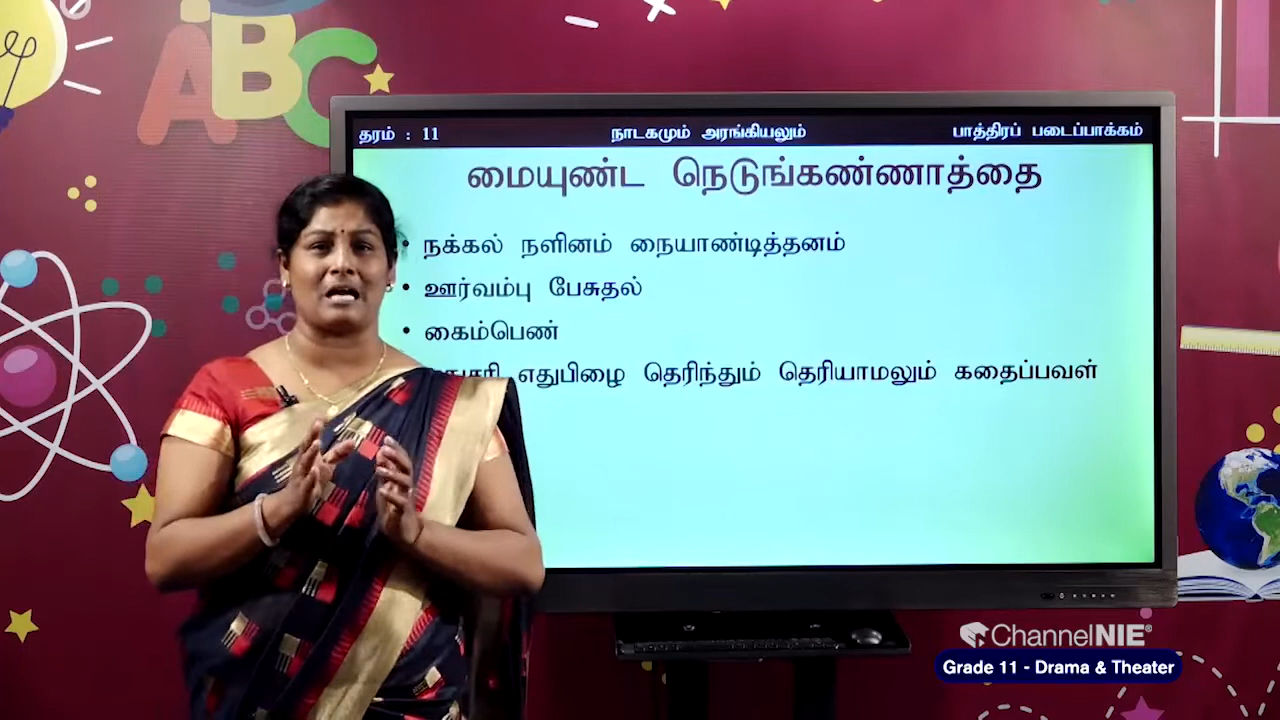 ABC
தரம் : 11 நாடகமும் அரங்கியலும் பாத்திரப் படைப்பாக்கம்
மையுண்ட நெடுங்கண்ணாத்தை
• நக்கல் நளினம் நையாண்டித்தனம்
• ஊர்வம்பு பேசுதல்
• கைம்பெண்
எதுபிழை தெரிந்தும் தெரியாமலும் கதைப்பவள்
ChannelNIE®
Grade 11 - Drama & Theater